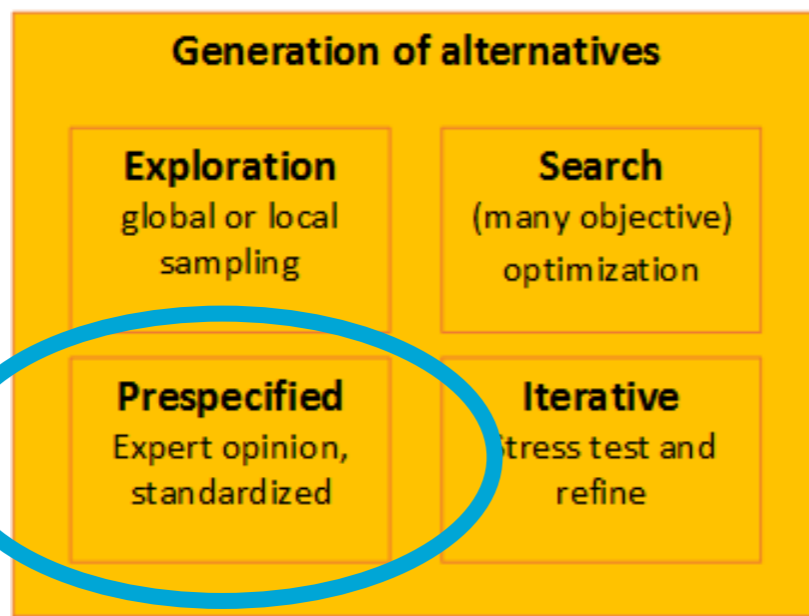 Generation of alternatives
Exploration
global or local
sampling
Search
(many objective)
optimization
Prespecified
Expert opinion,
standardized
Iterative
Stress test and
refine